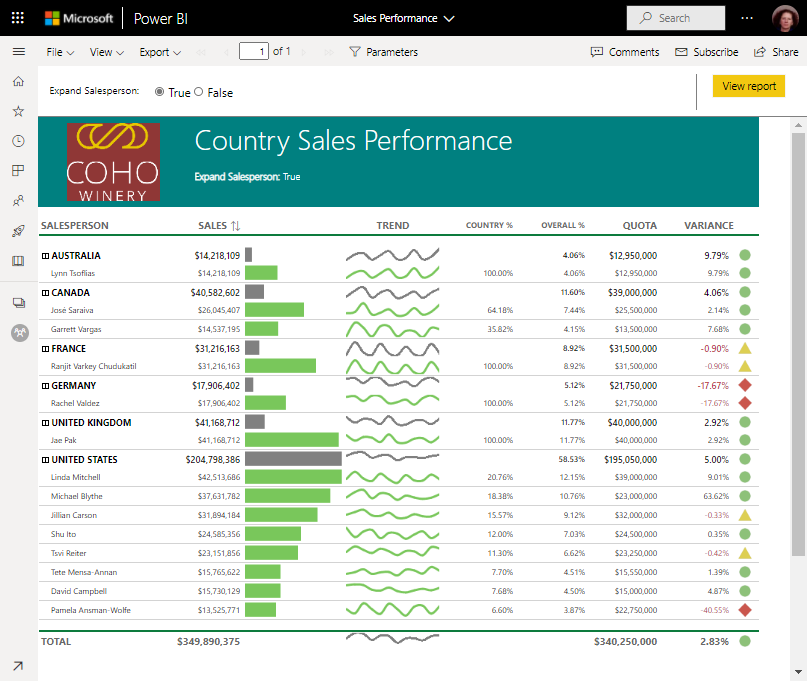 Microsoft Power BI Sales Performance Search
File View Export 1 of 1 Parameters Comments Subscribe Share
Expand Salesperson: True False View report
COHO
WINERY
Country Sales Performance
Expand Salesperson: True
SALESPERSON SALES TREND COUNTRY % OVERALL % QUOTA VARIANCE
AUSTRALIA $14,218,109 4.06% $12,950,000 9.79%
Lynn Tsoflias $14,218,109 100.00% 4.06% $12,950,000 9.79%
CANADA $40,582,602 11.60% $39,000,000 4.06%
José Saraiva $26,045,407 64.18% 7.44% $25,500,000 2.14%
Garrett Vargas $14,537,195 35.82% 4.15% $13,500,000 7.68%
FRANCE $31,216,163 8.92% $31,500,000 -0.90%
Ranjit Varkey Chudukatil $31,216,163 100.00% 8.92% $31,500,000 -0.90%
GERMANY $17,906,402 5.12% $21,750,000 -17.67%
Rachel Valdez $17,906,402 100.00% 5.12% $21,750,000 -17.67%
UNITED KINGDOM $41,168,712 11.77% $40,000,000 2.92%
Jae Pak $41,168,712 100.00% 11.77% $40,000,000 2.92%
UNITED STATES $204,798,386 58.53% $195,050,000 5.00%
Linda Mitchell $42,513,686 20.76% 12.15% $39,000,000 9.01%
Michael Blythe $37,631,782 18.38% 10.76% $23,000,000 63.62%
Jillian Carson $31,894,184 15.57% 9.12% $32,000,000 -0.33%
Shu Ito $24,585,356 12.00% 7.03% $24,500,000 0.35%
Tsvi Reiter $23,151,856 11.30% 6.62% $23,250,000 -0.42%
Tete Mensa-Annan $15,765,622 7.70% 4.51% $15,550,000 1.39%
David Campbell $15,730,129 7.68% 4.50% $15,000,000 4.87%
Pamela Ansman-Wolfe $13,525,771 6.60% 3.87% $22,750,000 -40.55%
TOTAL $349,890,375 $340,250,000 2.83%